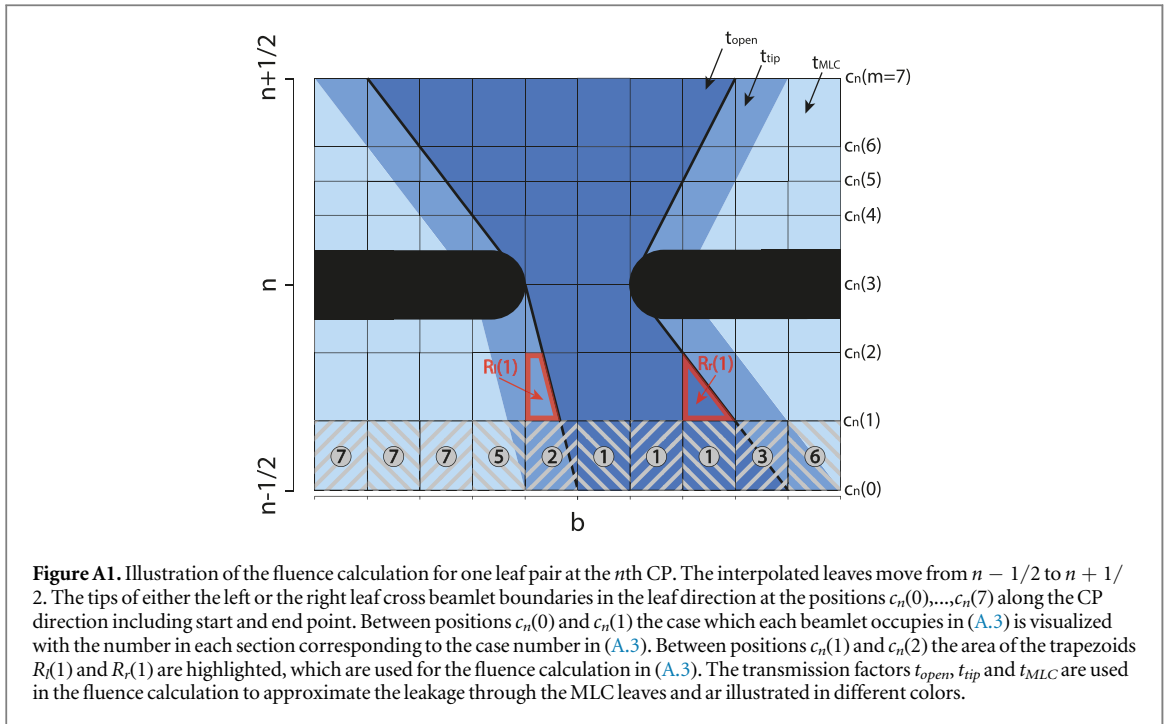 t_open
t_tip
t_MLC
n+1/2
c_n(m=7)
c_n(6)
c_n(5)
c_n(4)
n
c_n(3)
c_n(2)
R_l(1)
R_r(1)
c_n(1)
⑦ ⑦ ⑦ ⑤ ② ① ① ① ③ ⑥
n-1/2
c_n(0)
b
Figure A1. Illustration of the fluence calculation for one leaf pair at the nth CP. The interpolated leaves move from n − 1/2 to n + 1/
2. The tips of either the left or the right leaf cross beamlet boundaries in the leaf direction at the positions c_n(0),...,c_n(7) along the CP
direction including start and end point. Between positions c_n(0) and c_n(1) the case which each beamlet occupies in (A.3) is visualized
with the number in each section corresponding to the case number in (A.3). Between positions c_n(1) and c_n(2) the area of the trapezoids
R_l(1) and R_r(1) are highlighted, which are used for the fluence calculation in (A.3). The transmission factors t_open, t_tip and t_MLC are used
in the fluence calculation to approximate the leakage through the MLC leaves and ar illustrated in different colors.